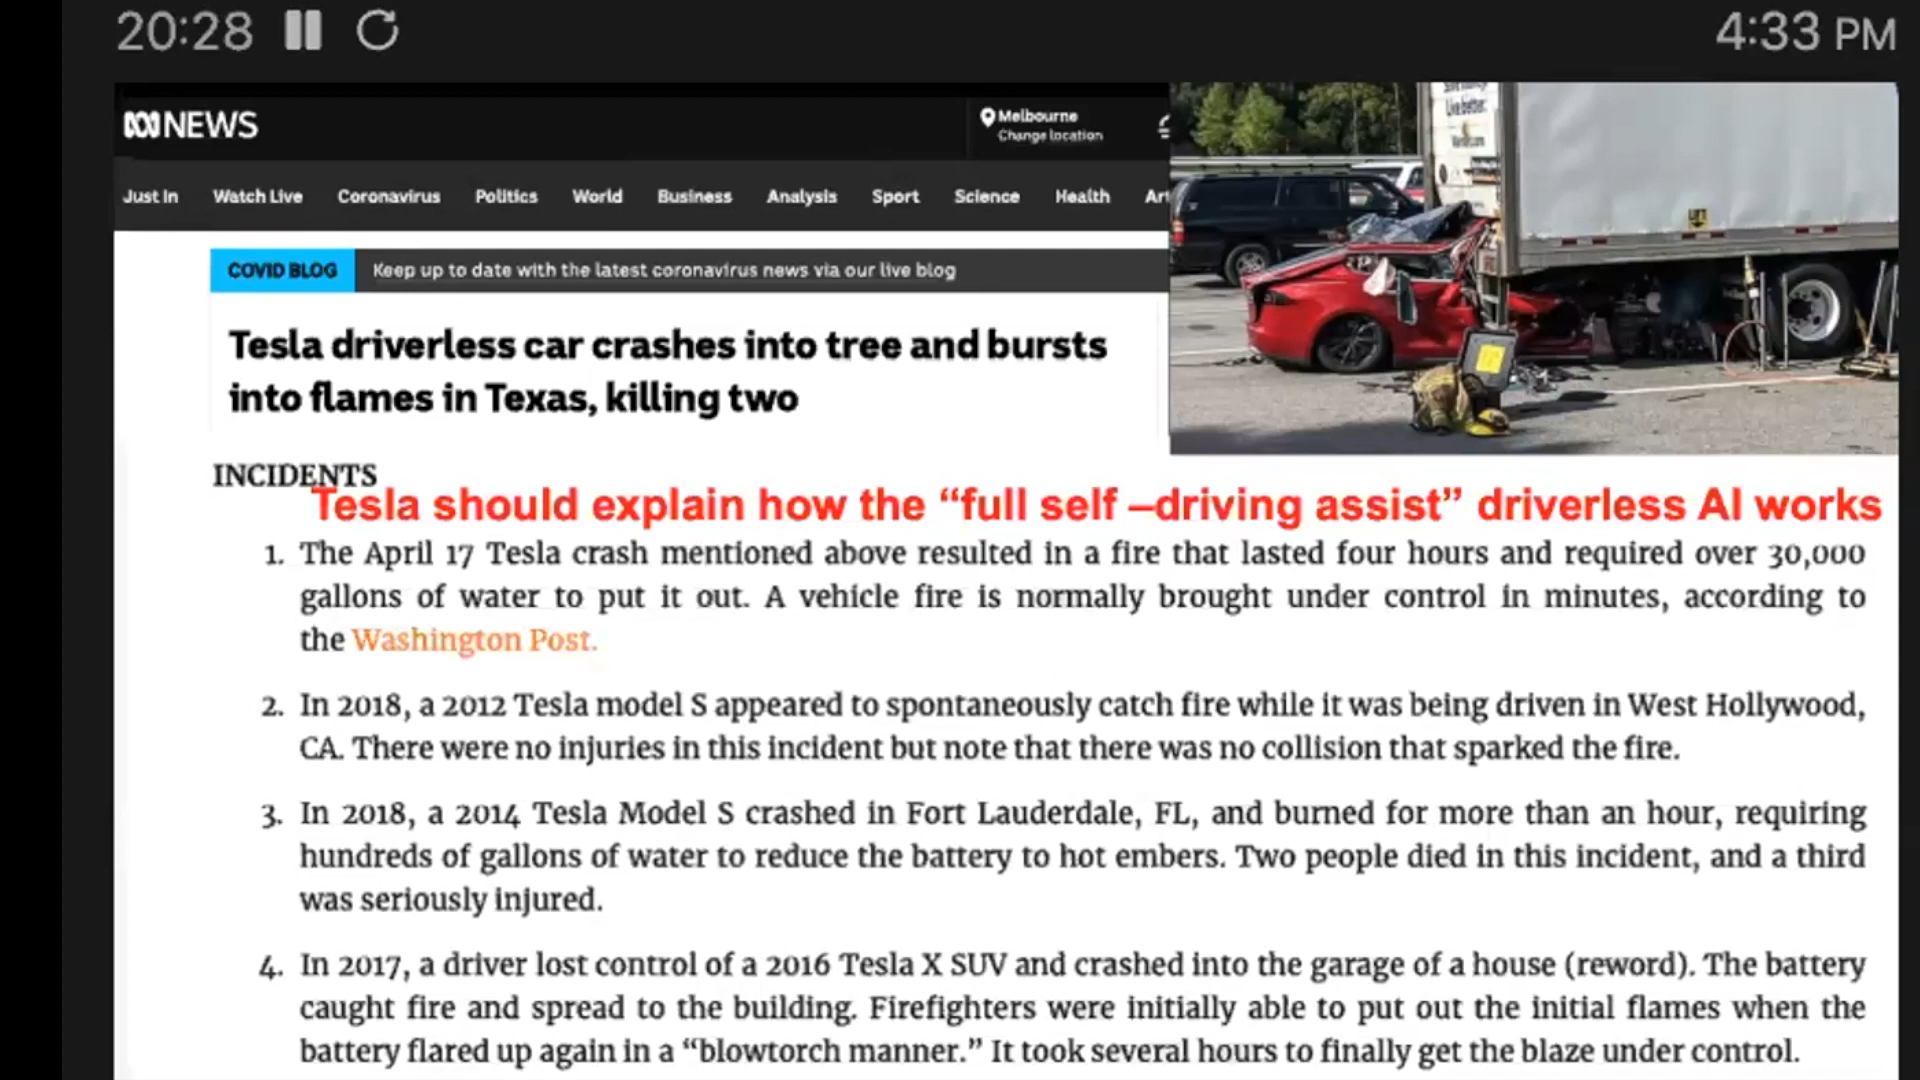 20:28
4:33 PM
NEWS
Melbourne
Change location
Just In Watch Live Coronavirus Politics World Business Analysis Sport Science Health
COVID BLOG Keep up to date with the latest coronavirus news via our live blog
Live better.
Tesla driverless car crashes into tree and bursts
into flames in Texas, killing two
INCIDENTS
Tesla should explain how the “full self –driving assist” driverless AI works
1. The April 17 Tesla crash mentioned above resulted in a fire that lasted four hours and required over 30,000
gallons of water to put it out. A vehicle fire is normally brought under control in minutes, according to
the Washington Post.
2. In 2018, a 2012 Tesla model S appeared to spontaneously catch fire while it was being driven in West Hollywood,
CA. There were no injuries in this incident but note that there was no collision that sparked the fire.
3. In 2018, a 2014 Tesla Model S crashed in Fort Lauderdale, FL, and burned for more than an hour, requiring
hundreds of gallons of water to reduce the battery to hot embers. Two people died in this incident, and a third
was seriously injured.
4. In 2017, a driver lost control of a 2016 Tesla X SUV and crashed into the garage of a house (reword). The battery
caught fire and spread to the building. Firefighters were initially able to put out the initial flames when the
battery flared up again in a “blowtorch manner.” It took several hours to finally get the blaze under control.